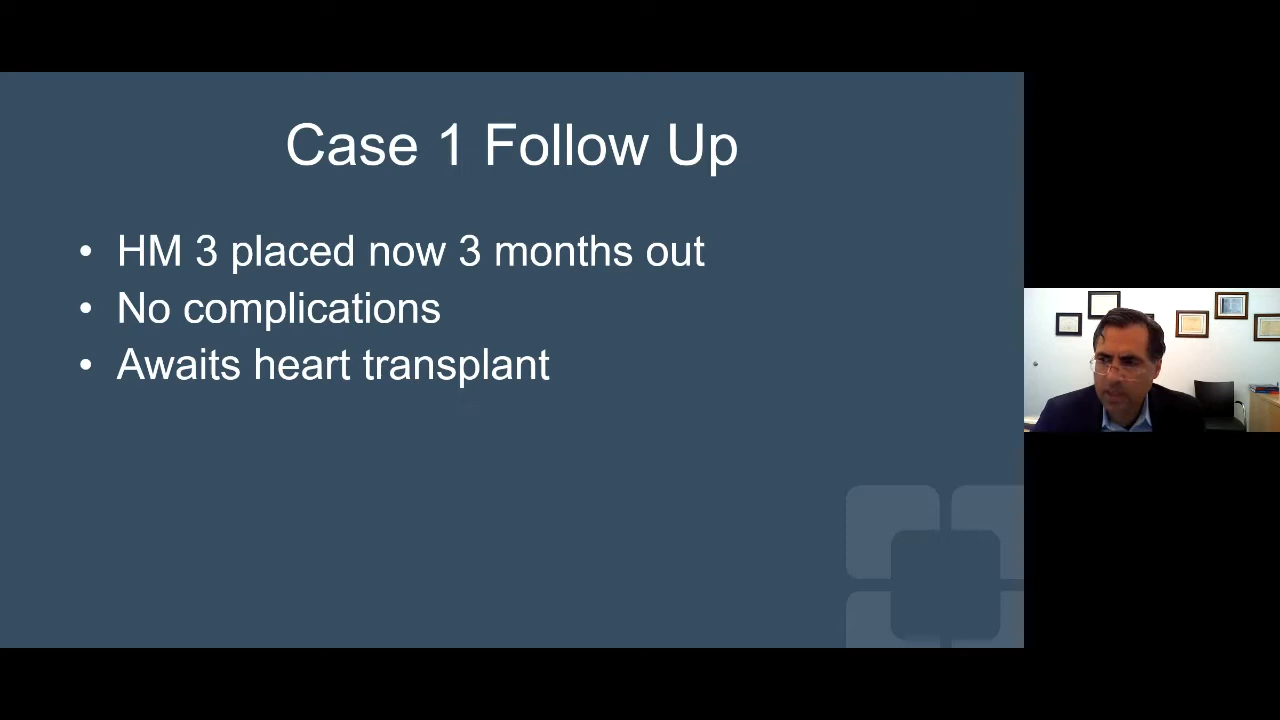 Case 1 Follow Up
• HM 3 placed now 3 months out
• No complications
• Awaits heart transplant